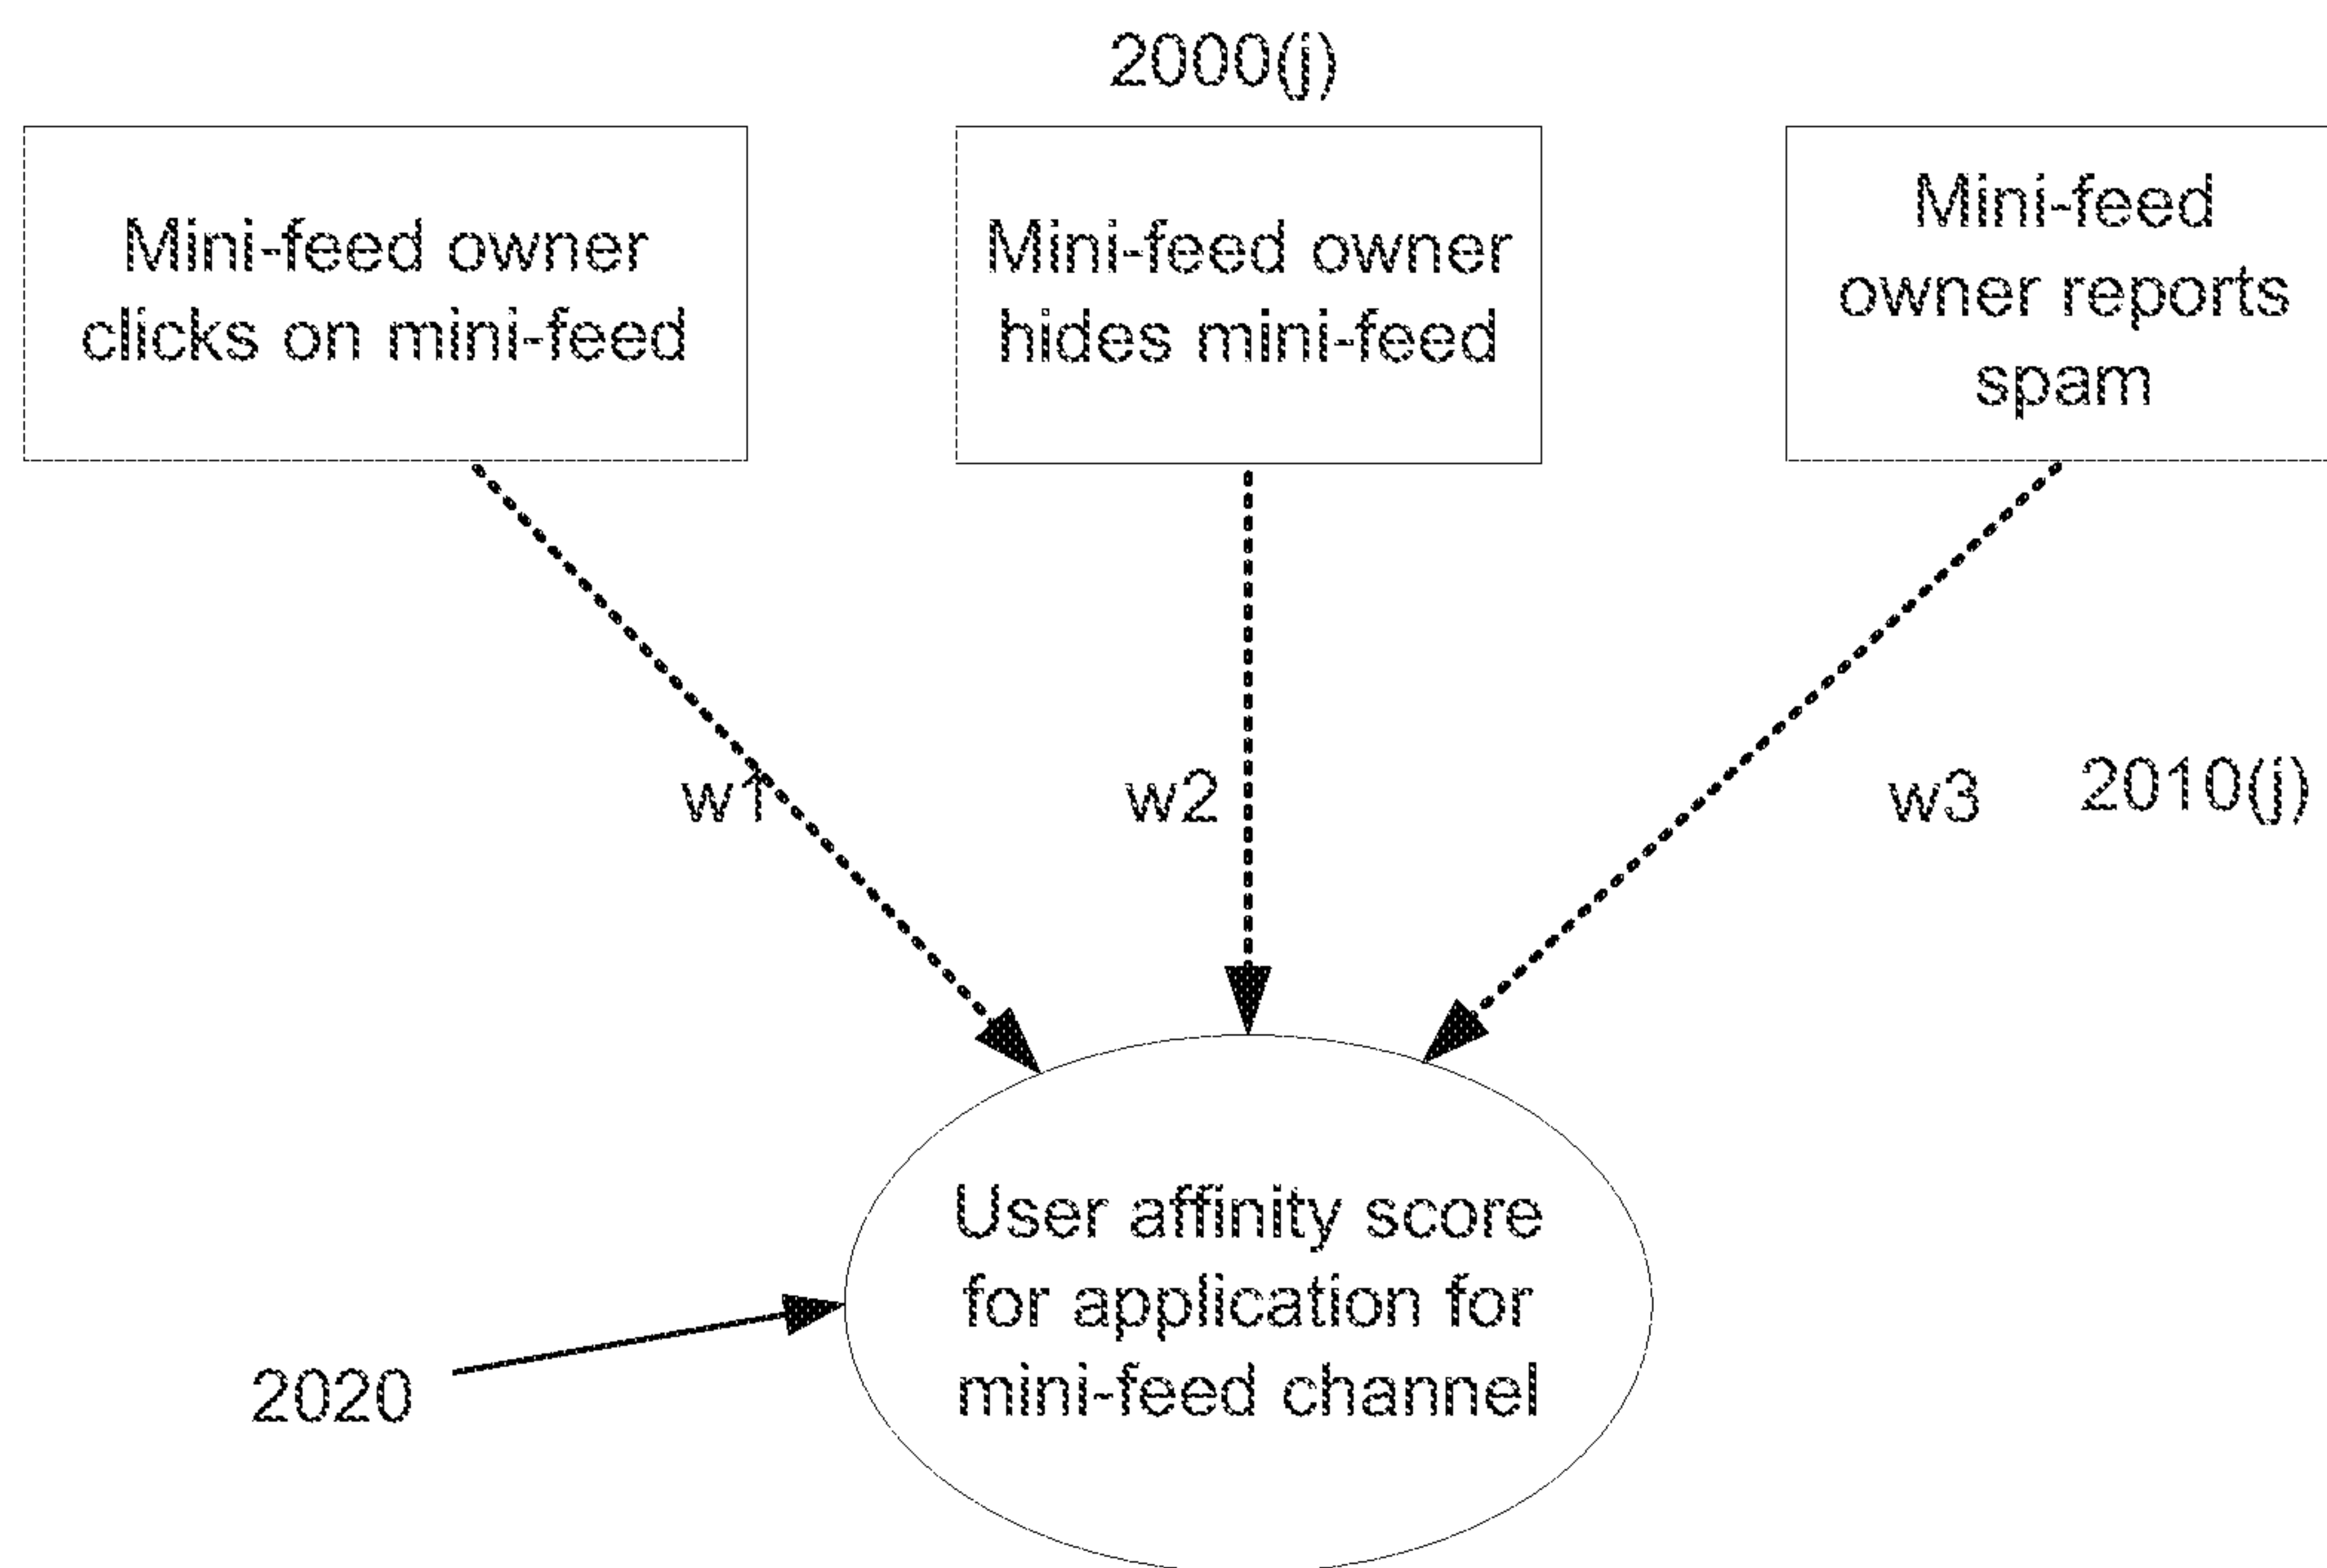 2000(j)
Mini-feed owner
clicks on mini-feed
Mini-feed owner
hides mini-feed
Mini-feed
owner reports
spam
w1
w2
w3
2010(j)
User affinity score
for application for
mini-feed channel
2020